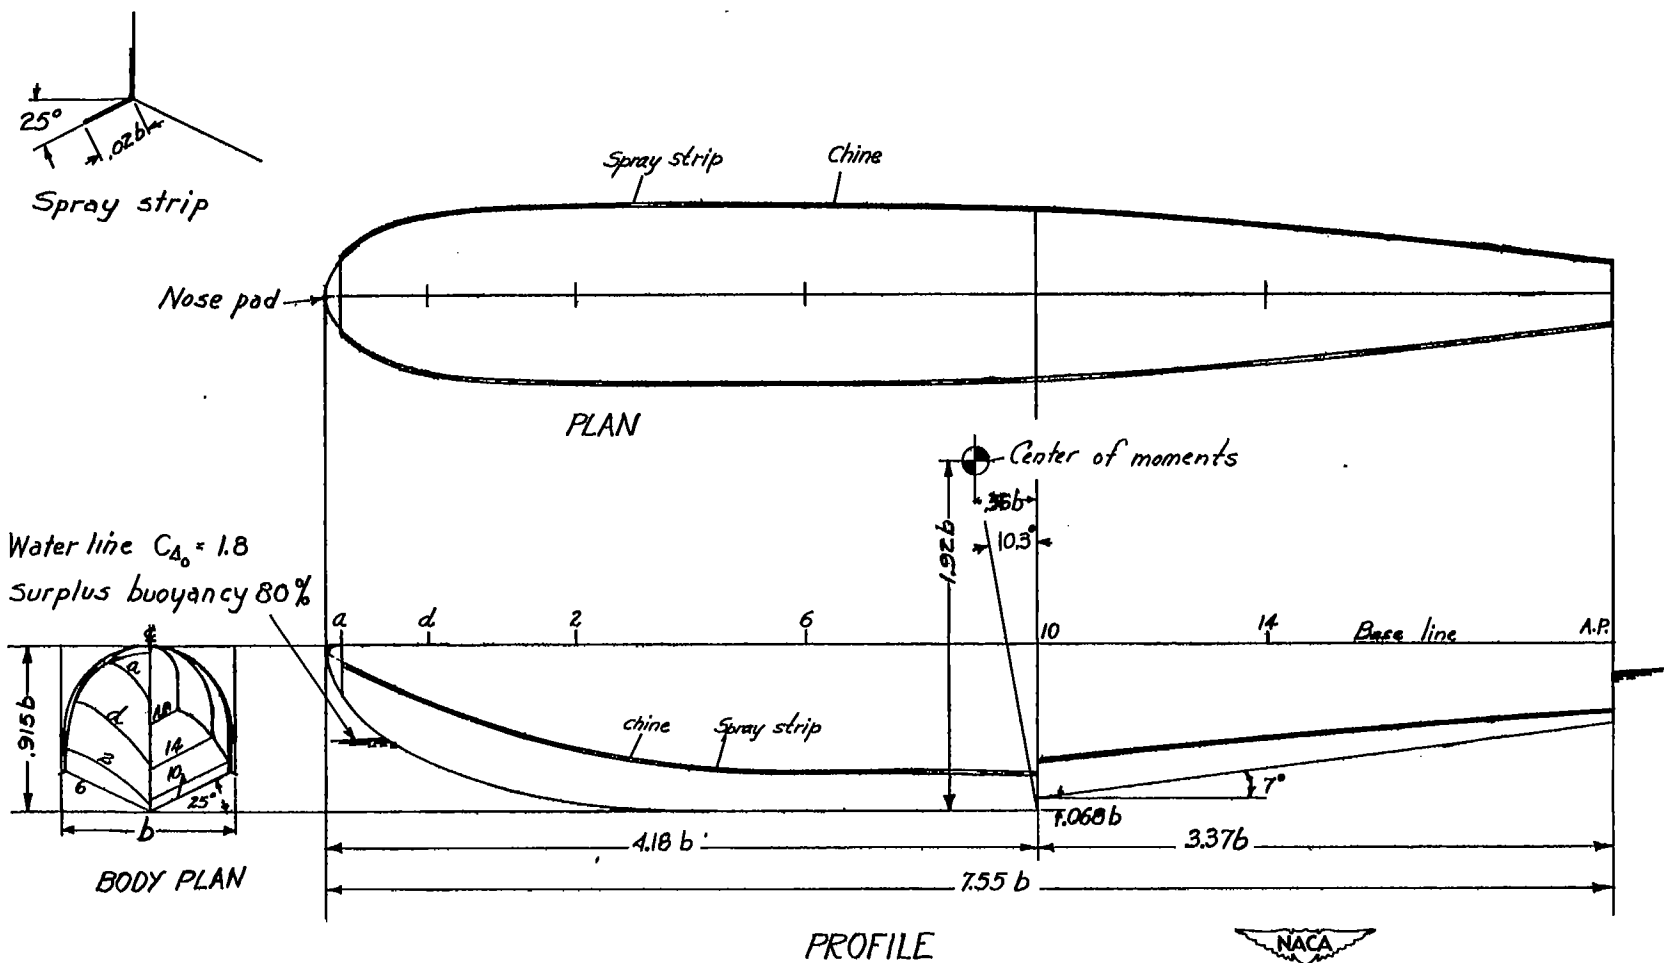 25°
.02b
Spray strip
Spray strip
Chine
Nose pad
PLAN
Center of moments
.36b
10.3°
1.92b
Water line C∆₀ = 1.8
Surplus buoyancy 80%
a d 2 6 10 14 Base line A.P.
℄
a
d
A.P.
2
14
10
6
25°
.915b
b
BODY PLAN
chine
Spray strip
7°
.068b
4.18 b
3.37b
7.55 b
PROFILE
NACA